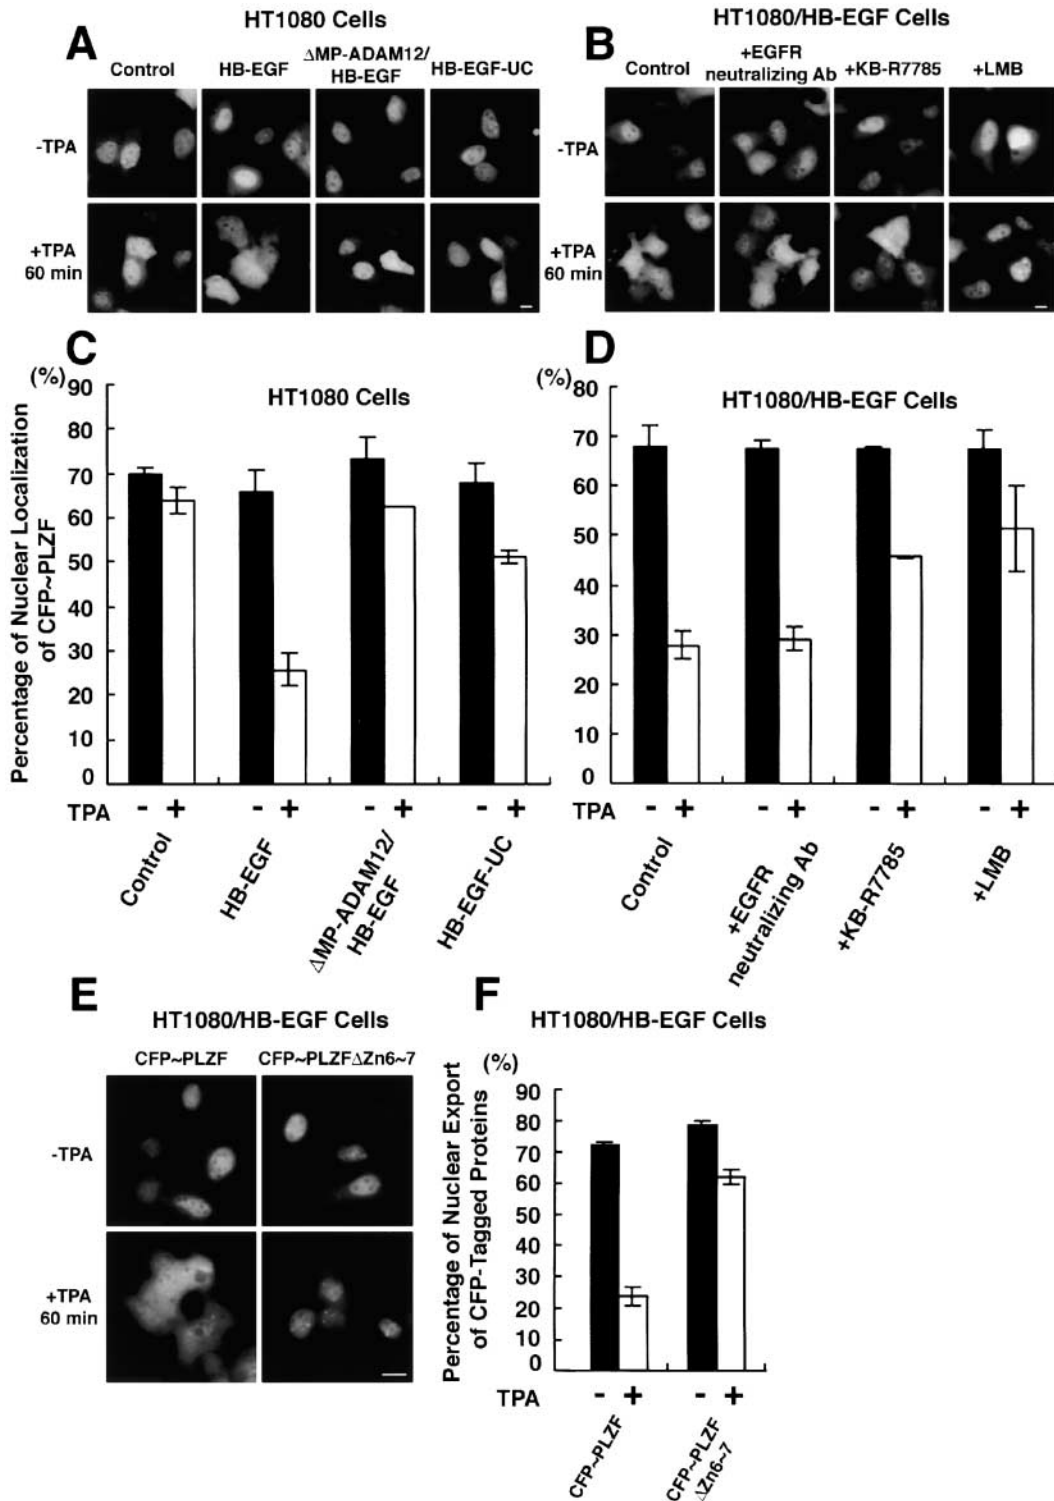 A
HT1080 Cells
Control
HB-EGF
ΔMP-ADAM12/
HB-EGF
HB-EGF-UC
-TPA
+TPA
60 min
B
HT1080/HB-EGF Cells
Control
+EGFR
neutralizing Ab
+KB-R7785
+LMB
-TPA
+TPA
60 min
C
(%)
HT1080 Cells
Percentage of Nuclear Localization
of CFP~PLZF
90
80
70
60
50
40
30
20
10
0
TPA - + - + - + - +
Control
HB-EGF
ΔMP-ADAM12/
HB-EGF
HB-EGF-UC
D
(%)
HT1080/HB-EGF Cells
80
70
60
50
40
30
20
10
0
TPA - + - + - + - +
Control
+EGFR
neutralizing Ab
+KB-R7785
+LMB
E
HT1080/HB-EGF Cells
CFP~PLZF
CFP~PLZFΔZn6~7
-TPA
+TPA
60 min
F
HT1080/HB-EGF Cells
(%)
Percentage of Nuclear Export
of CFP-Tagged Proteins
90
80
70
60
50
40
30
20
10
0
TPA - + - +
CFP~PLZF
CFP~PLZF
ΔZn6~7